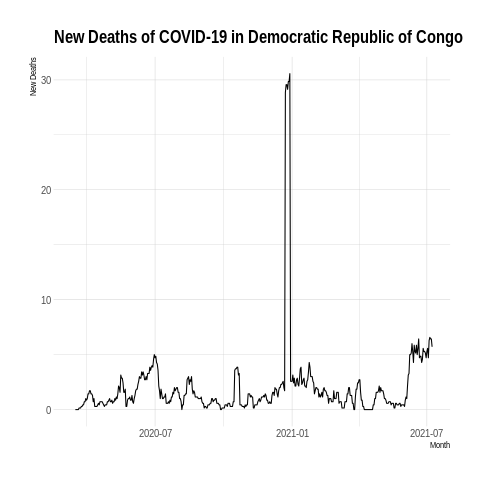 New Deaths of COVID-19 in Democratic Republic of Congo
New Deaths
30
20
10
0
2020-07
2021-01
2021-07
Month